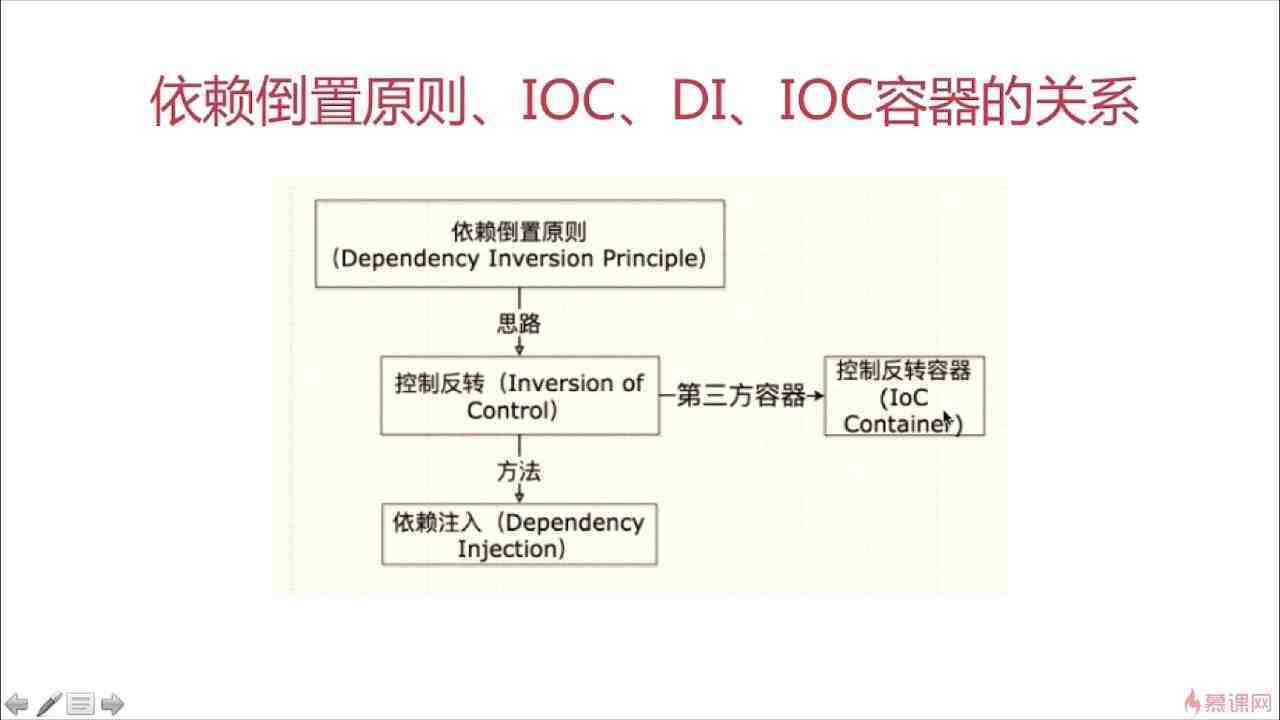 依赖倒置原则、IOC、DI、IOC容器的关系
依赖倒置原则
（Dependency Inversion Principle）
思路
控制反转（Inversion of
Control）
第三方容器
控制反转容器
(IoC
Container)
方法
依赖注入（Dependency
Injection）
慕课网